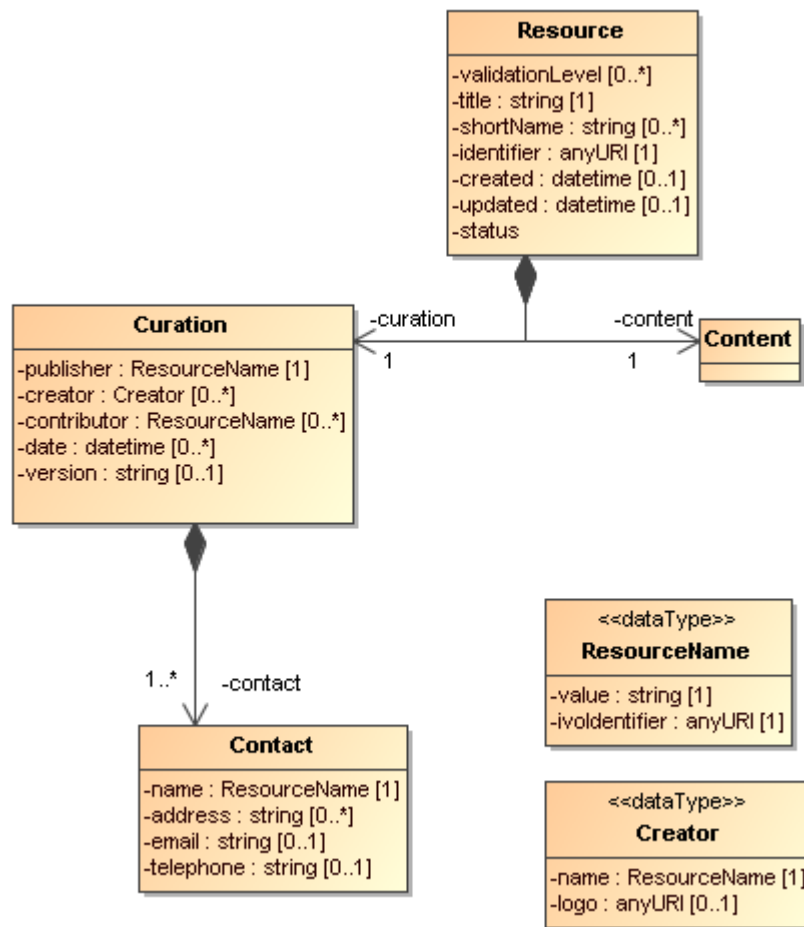 Resource
-validationLevel [0..*]
-title : string [1]
-shortName : string [0..*]
-identifier : anyURI [1]
-created : datetime [0..1]
-updated : datetime [0..1]
-status
-curation
1
-content
1
Curation
-publisher : ResourceName [1]
-creator : Creator [0..*]
-contributor : ResourceName [0..*]
-date : datetime [0..*]
-version : string [0..1]
Content
1..*
-contact
Contact
-name : ResourceName [1]
-address : string [0..*]
-email : string [0..1]
-telephone : string [0..1]
<<dataType>>
ResourceName
-value : string [1]
-ivoIdentifier : anyURI [1]
<<dataType>>
Creator
-name : ResourceName [1]
-logo : anyURI [0..1]